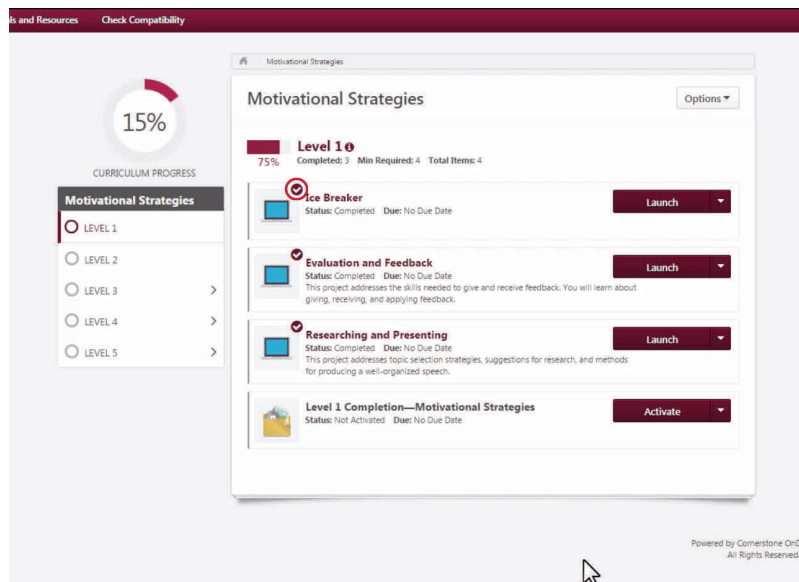 ls and Resources Check Compatibility
Motivational Strategies
15%
CURRICULUM PROGRESS
Motivational Strategies
LEVEL 1
LEVEL 2
LEVEL 3
LEVEL 4
LEVEL 5
Motivational Strategies
Options
Level 1
75%
Completed: 3 Min Required: 4 Total Items: 4
Ice Breaker
Status: Completed Due: No Due Date
Launch
Evaluation and Feedback
Status: Completed Due: No Due Date
This project addresses the skills needed to give and receive feedback. You will learn about
giving, receiving, and applying feedback.
Launch
Researching and Presenting
Status: Completed Due: No Due Date
This project addresses topic selection strategies, suggestions for research, and methods
for producing a well-organized speech.
Launch
Level 1 Completion—Motivational Strategies
Status: Not Activated Due: No Due Date
Activate
Powered by Cornerstone OnD
All Rights Reserved.